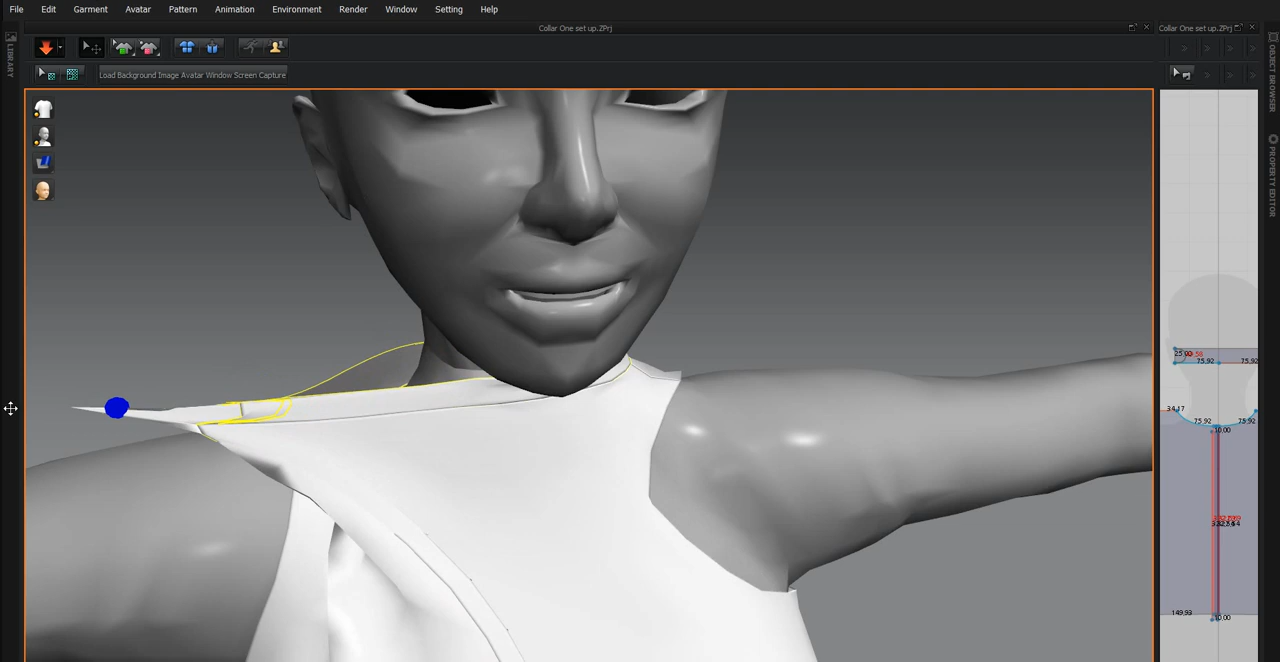 File Edit Garment Avatar Pattern Animation Environment Render Window Setting Help
Collar One set up.ZPrj
Collar One set up.ZPrj
LIBRARY
Load Background Image Avatar Window Screen Capture
OBJECT BROWSER
PROPERTY EDITOR
75.92 75.92
34.17
75.92 75.92
10.00
149.93
10.00